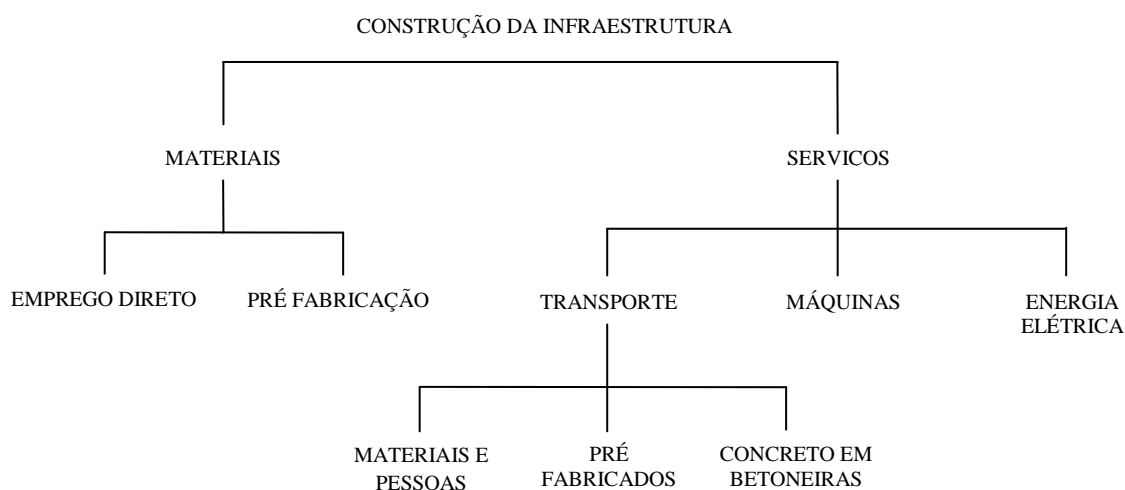 CONSTRUÇÃO DA INFRAESTRUTURA
MATERIAIS
SERVICOS
EMPREGO DIRETO
PRÉ FABRICAÇÃO
TRANSPORTE
MÁQUINAS
ENERGIA
ELÉTRICA
MATERIAIS E
PESSOAS
PRÉ
FABRICADOS
CONCRETO EM
BETONEIRAS